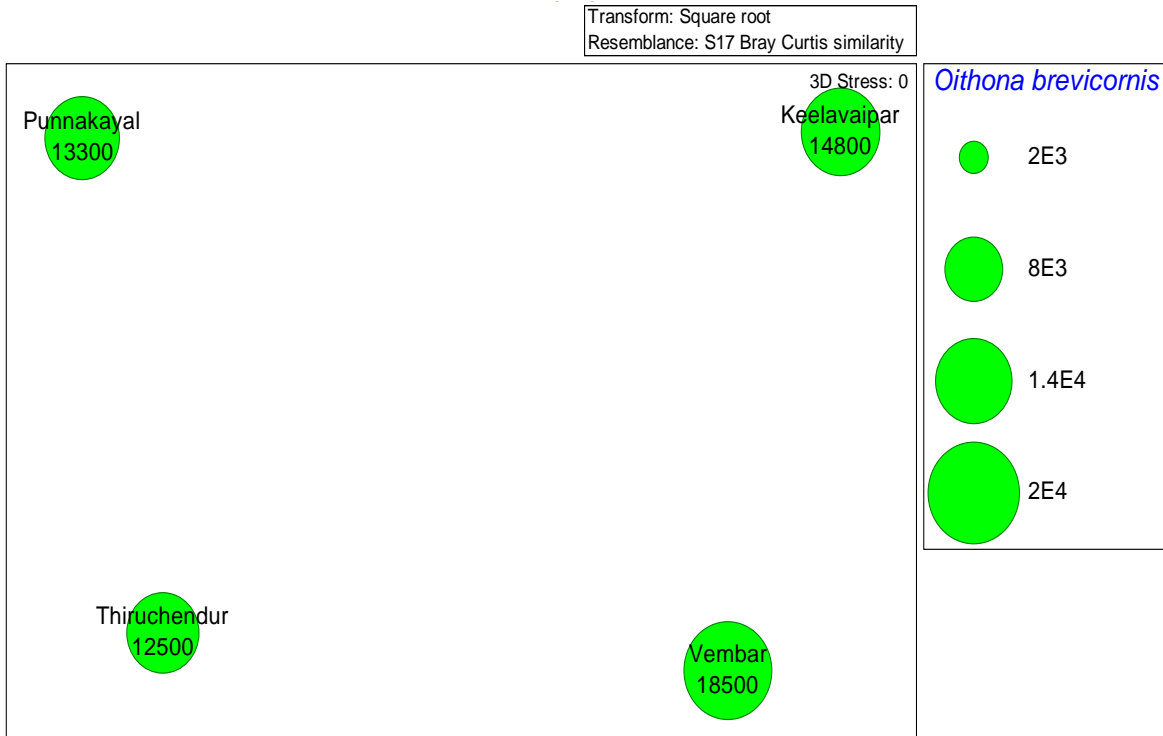 Transform: Square root
Resemblance: S17 Bray Curtis similarity
3D Stress: 0
Punnakayal
13300
Keelavaipar
14800
Thiruchendur
12500
Vembar
18500
Oithona brevicornis
2E3
8E3
1.4E4
2E4